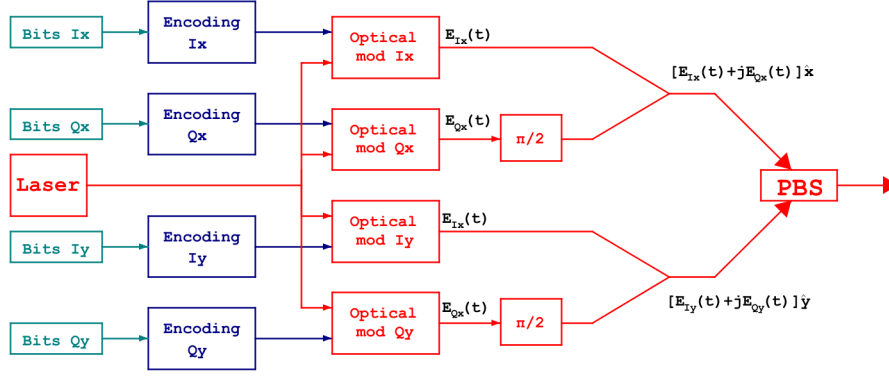 Bits Ix
Encoding
Ix
Optical
mod Ix
E_Ix(t)
[E_Ix(t)+jE_Qx(t)]x̂
Bits Qx
Encoding
Qx
Optical
mod Qx
E_Qx(t)
π/2
Laser
PBS
Bits Iy
Encoding
Iy
Optical
mod Iy
E_Ix(t)
[E_Iy(t)+jE_Qy(t)]ŷ
Bits Qy
Encoding
Qy
Optical
mod Qy
E_Qx(t)
π/2